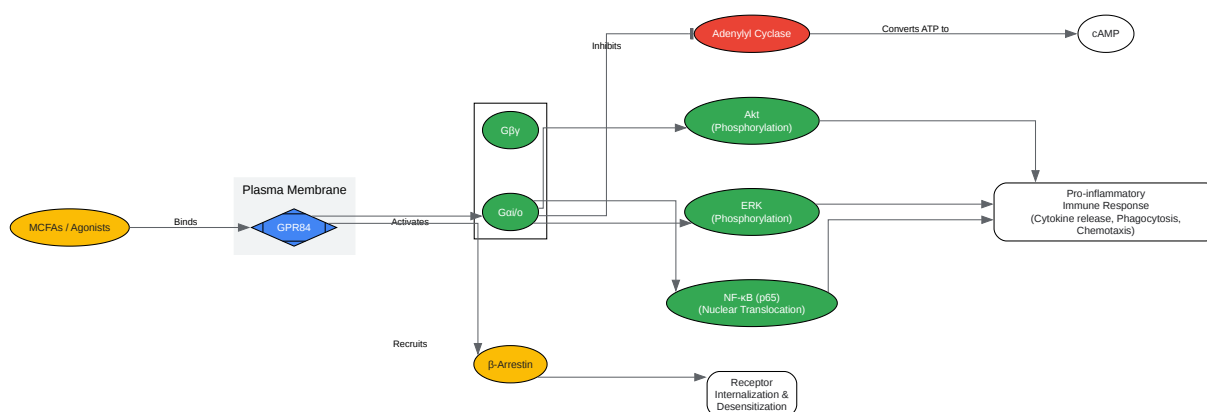 Adenylyl Cyclase
Converts ATP to
cAMP
Inhibits
Gβγ
Akt
(Phosphorylation)
Plasma Membrane
MCFAs / Agonists
Binds
GPR84
Activates
Gαi/o
ERK
(Phosphorylation)
Pro-inflammatory
Immune Response
(Cytokine release, Phagocytosis,
Chemotaxis)
NF-κB (p65)
(Nuclear Translocation)
Recruits
β-Arrestin
Receptor
Internalization &
Desensitization